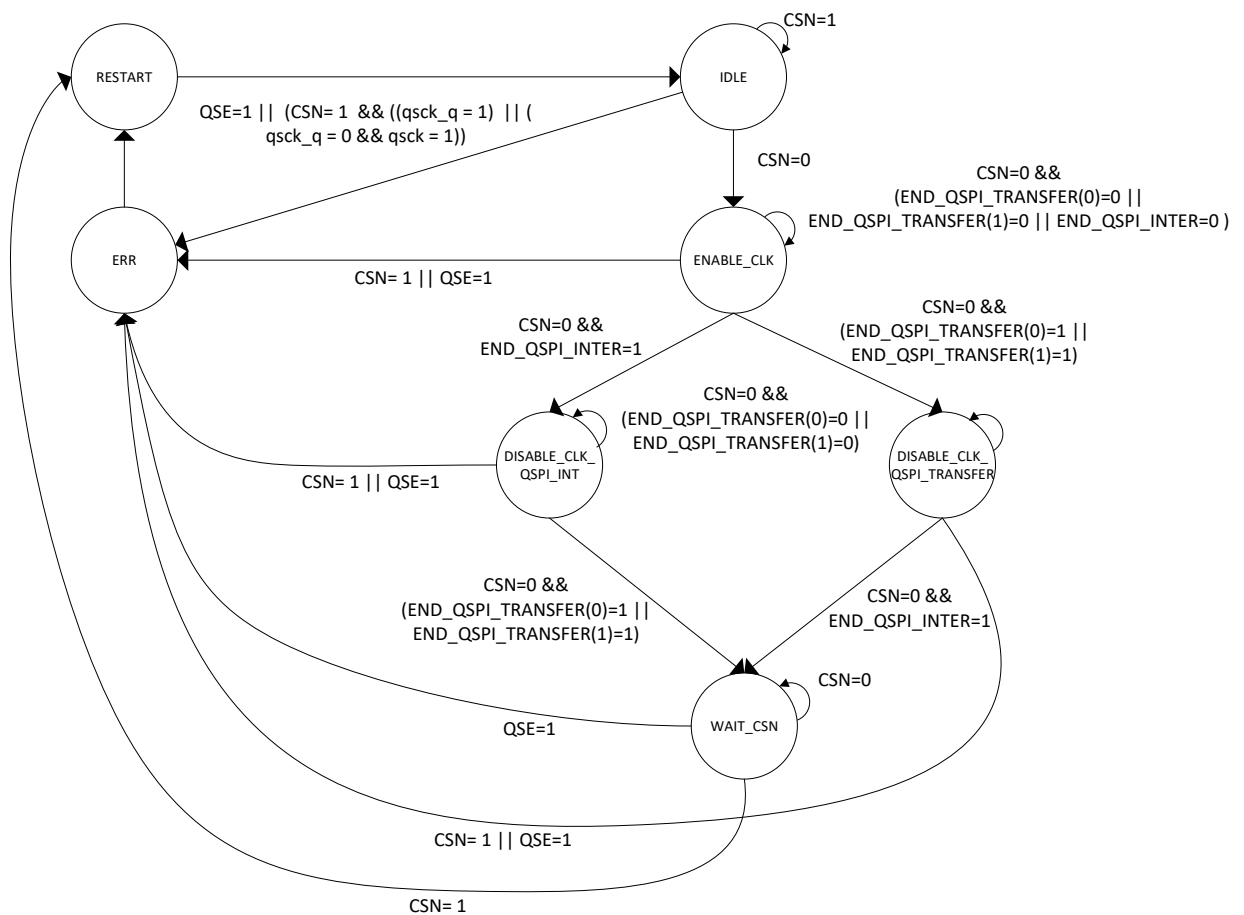 CSN=1
RESTART
IDLE
QSE=1 || (CSN= 1 && ((qsck_q = 1) || (
qsck_q = 0 && qsck = 1))
CSN=0
CSN=0 &&
(END_QSPI_TRANSFER(0)=0 ||
END_QSPI_TRANSFER(1)=0 || END_QSPI_INTER=0 )
ERR
ENABLE_CLK
CSN= 1 || QSE=1
CSN=0 &&
END_QSPI_INTER=1
CSN=0 &&
(END_QSPI_TRANSFER(0)=1 ||
END_QSPI_TRANSFER(1)=1)
CSN=0 &&
(END_QSPI_TRANSFER(0)=0 ||
END_QSPI_TRANSFER(1)=0)
DISABLE_CLK_
QSPI_INT
DISABLE_CLK_
QSPI_TRANSFER
CSN= 1 || QSE=1
CSN=0 &&
(END_QSPI_TRANSFER(0)=1 ||
END_QSPI_TRANSFER(1)=1)
CSN=0 &&
END_QSPI_INTER=1
CSN=0
WAIT_CSN
QSE=1
CSN= 1 || QSE=1
CSN= 1